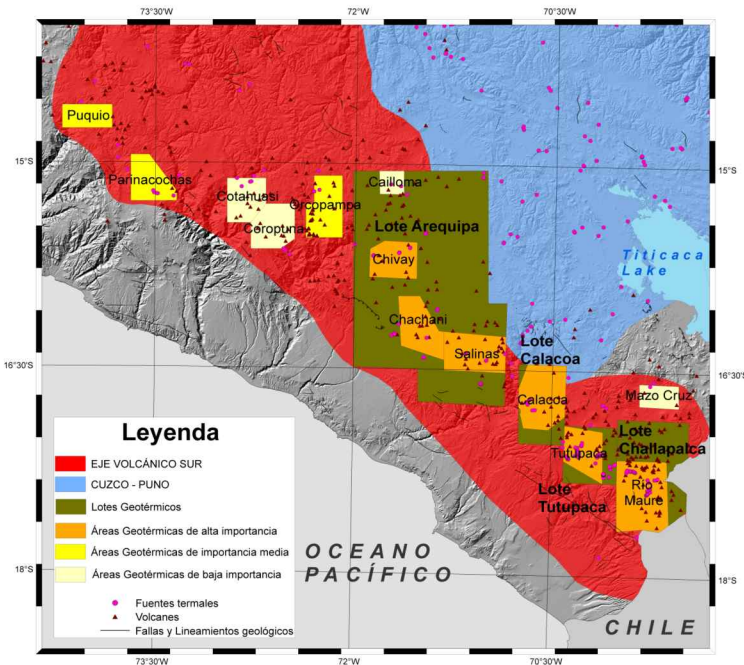 73°30'W 72°W 70°30'W
Puquio
15°S
15°S
Parinacochas
Cotahuasi
Orcopampa
Cailloma
Coropuna
Lote Arequipa
Chivay
Titicaca
Lake
Chachani
Salinas
Lote
Calacoa
16°30'S
16°30'S
Calacoa
Mazo Cruz
Lote
Challapalca
Tutupaca
Lote
Tutupaca
Rio
Maure
Leyenda
EJE VOLCÁNICO SUR
CUZCO - PUNO
Lotes Geotérmicos
Áreas Geotérmicas de alta importancia
Áreas Geotérmicas de importancia media
Áreas Geotérmicas de baja importancia
Fuentes termales
Volcanes
Fallas y Lineamientos geológicos
OCEANO
PACÍFICO
18°S
18°S
CHILE
73°30'W 72°W 70°30'W